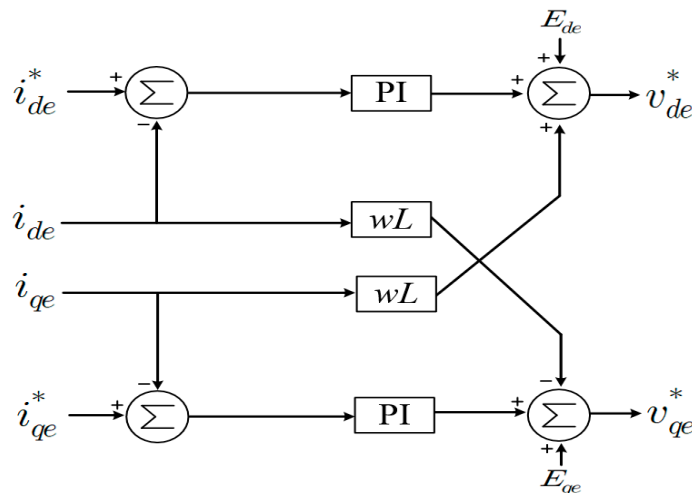 E_de
i*_de + Σ PI + + Σ v*_de
− +
i_de wL
i_qe wL
− −
i*_qe + Σ PI + Σ v*_qe
+
E_qe